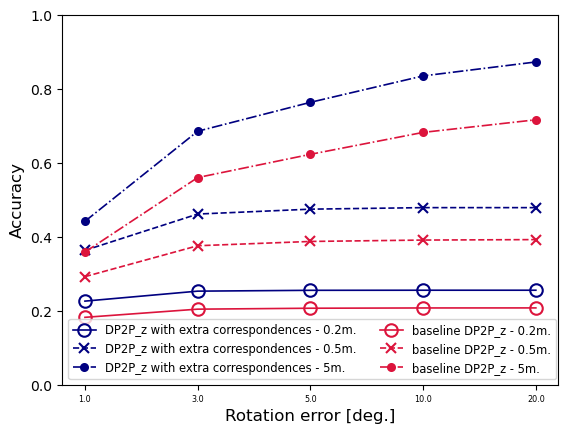 1.0
0.8
0.6
0.4
0.2
0.0
Accuracy
DP2P_z with extra correspondences - 0.2m.
DP2P_z with extra correspondences - 0.5m.
DP2P_z with extra correspondences - 5m.
baseline DP2P_z - 0.2m.
baseline DP2P_z - 0.5m.
baseline DP2P_z - 5m.
1.0 3.0 5.0 10.0 20.0
Rotation error [deg.]